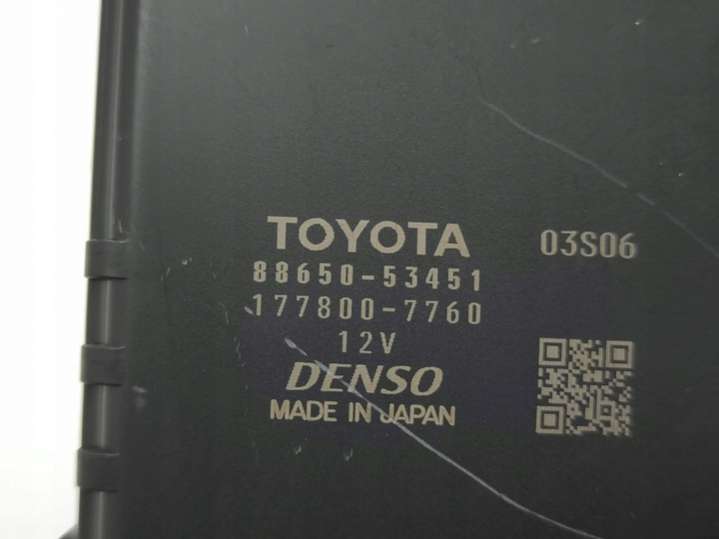 TOYOTA 03S06
88650-53451
177800-7760
12V
DENSO
MADE IN JAPAN